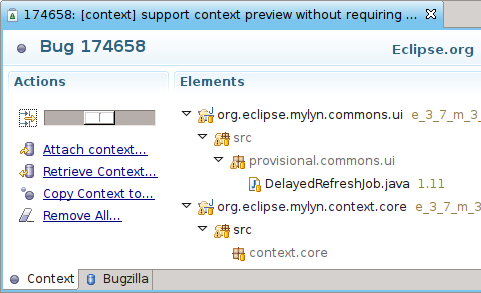 174658: [context] support context preview without requiring ...
Bug 174658
Eclipse.org
Actions
Elements
org.eclipse.mylyn.commons.ui e_3_7_m_3
src
provisional.commons.ui
DelayedRefreshJob.java 1.11
org.eclipse.mylyn.context.core e_3_7_m_3
src
context.core
Attach context...
Retrieve Context...
Copy Context to...
Remove All...
Context
Bugzilla